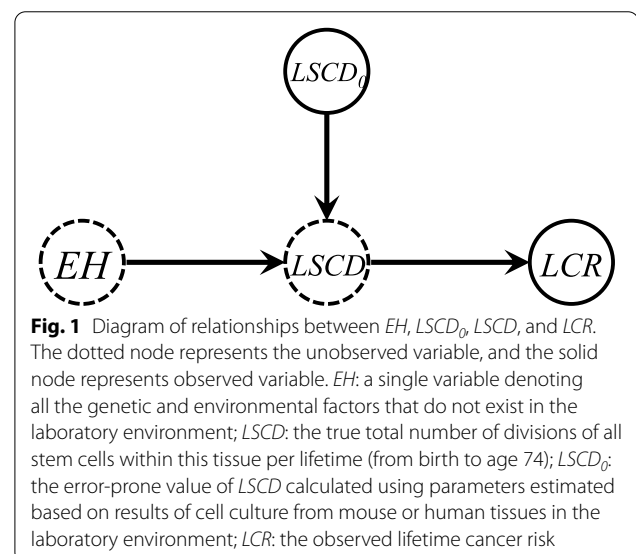 LSCD₀
EH
LSCD
LCR
Fig. 1 Diagram of relationships between EH, LSCD₀, LSCD, and LCR.
The dotted node represents the unobserved variable, and the solid
node represents observed variable. EH: a single variable denoting
all the genetic and environmental factors that do not exist in the
laboratory environment; LSCD: the true total number of divisions of all
stem cells within this tissue per lifetime (from birth to age 74); LSCD₀:
the error-prone value of LSCD calculated using parameters estimated
based on results of cell culture from mouse or human tissues in the
laboratory environment; LCR: the observed lifetime cancer risk